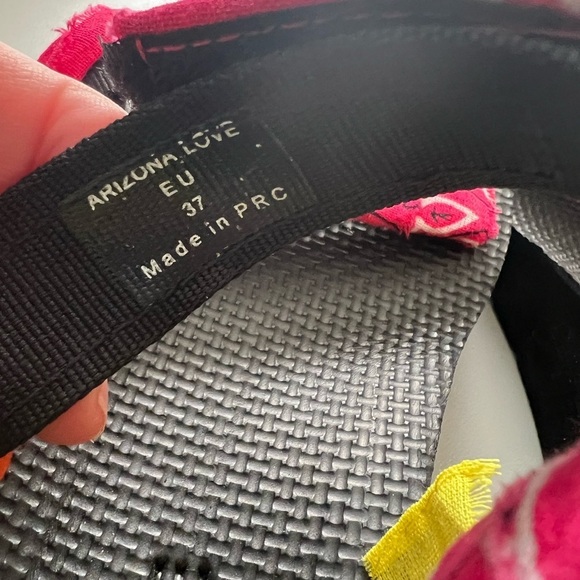 ARIZONA LOVE
EU
37
Made in PRC